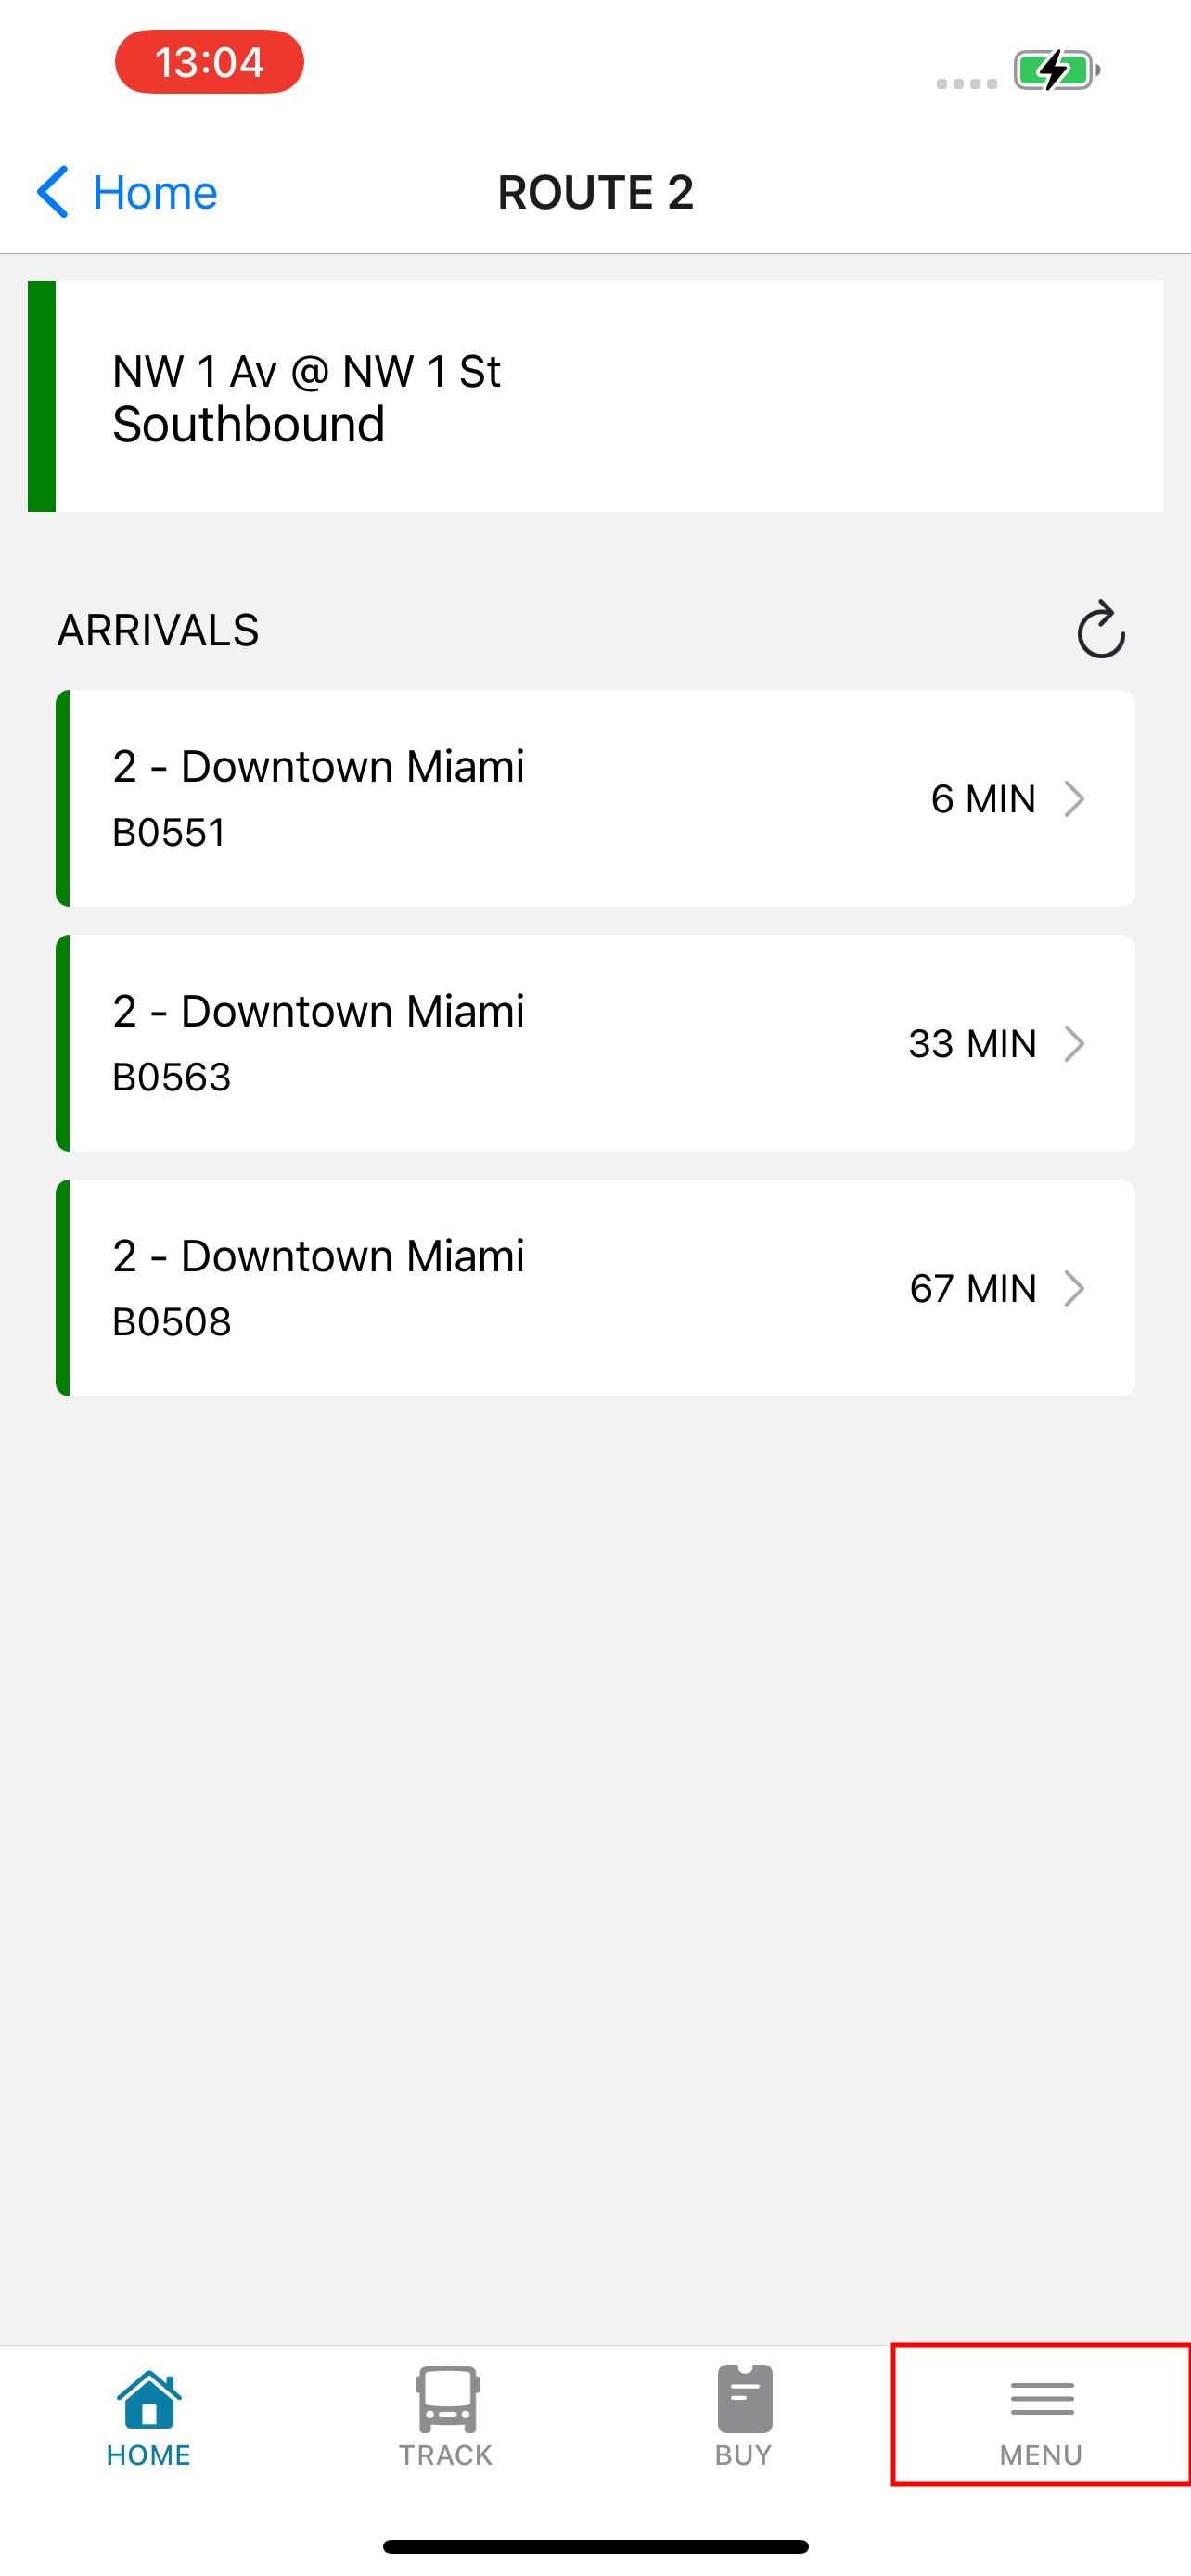 13:04
Home
ROUTE 2
NW 1 Av @ NW 1 St
Southbound
ARRIVALS
2 - Downtown Miami
B0551
6 MIN
2 - Downtown Miami
B0563
33 MIN
2 - Downtown Miami
B0508
67 MIN
HOME
TRACK
BUY
MENU